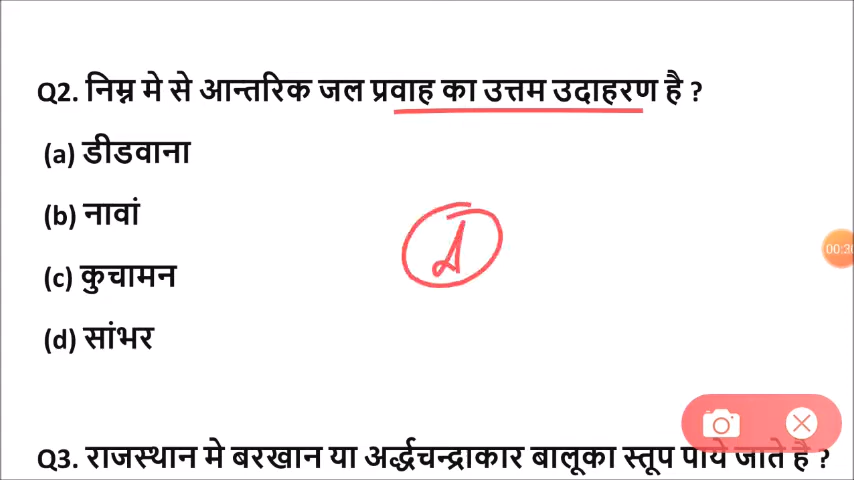 Q2. निम्न मे से आन्तरिक जल प्रवाह का उत्तम उदाहरण है ?
(a) डीडवाना
(b) नावां
(c) कुचामन
(d) सांभर
Q3. राजस्थान मे बरखान या अर्द्धचन्द्राकार बालूका स्तूप पाये जाते है ?